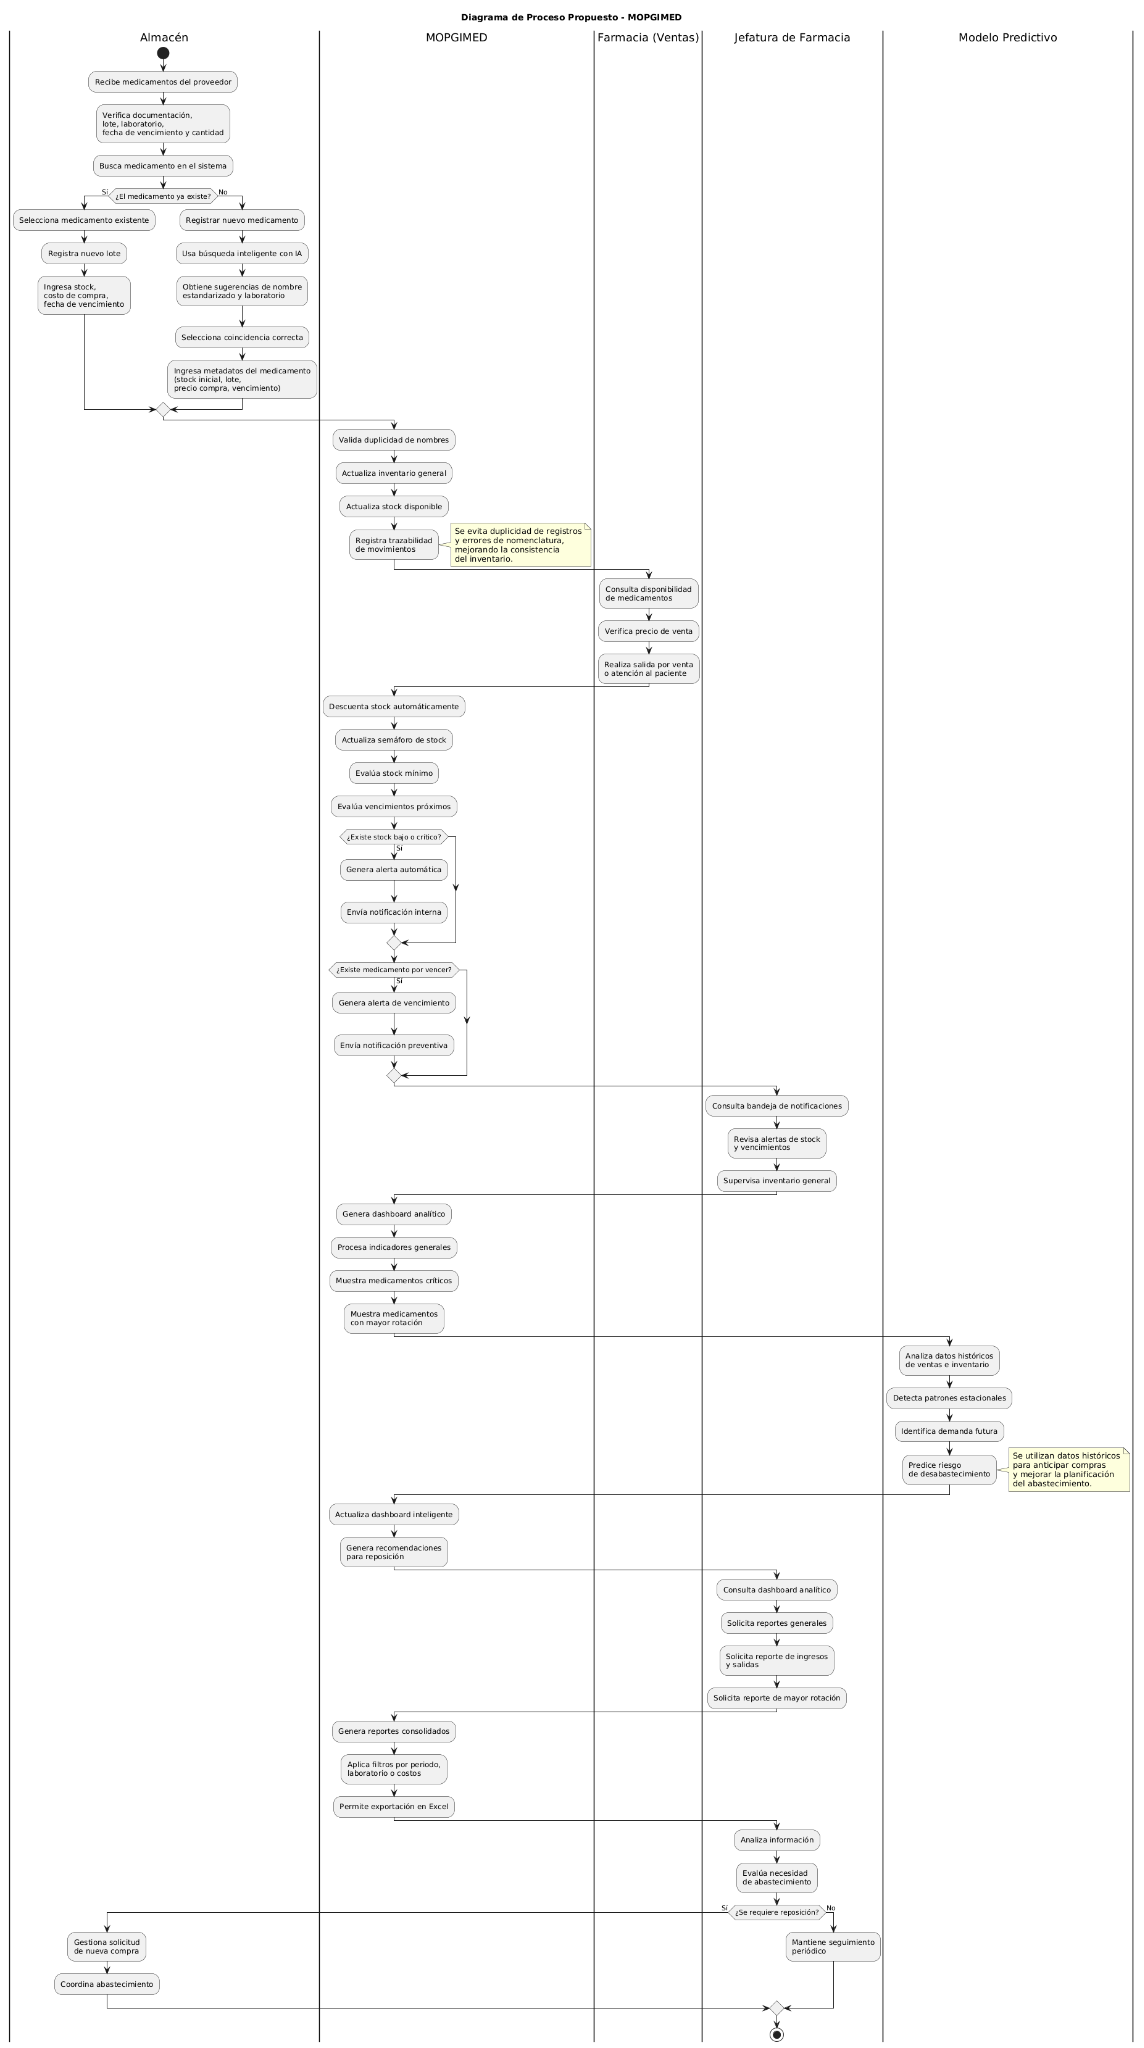 Diagrama de Proceso Propuesto - MOPGIMED
Almacén
MOPGIMED
Farmacia (Ventas)
Jefatura de Farmacia
Modelo Predictivo
Recibe medicamentos del proveedor
Verifica documentación,
lote, laboratorio,
fecha de vencimiento y cantidad
Busca medicamento en el sistema
Sí
¿El medicamento ya existe?
No
Selecciona medicamento existente
Registra nuevo lote
Ingresa stock,
costo de compra,
fecha de vencimiento
Registrar nuevo medicamento
Usa búsqueda inteligente con IA
Obtiene sugerencias de nombre
estandarizado y laboratorio
Selecciona coincidencia correcta
Ingresa metadatos del medicamento
(stock inicial, lote,
precio compra, vencimiento)
Valida duplicidad de nombres
Actualiza inventario general
Actualiza stock disponible
Registra trazabilidad
de movimientos
Se evita duplicidad de registros
y errores de nomenclatura,
mejorando la consistencia
del inventario.
Consulta disponibilidad
de medicamentos
Verifica precio de venta
Realiza salida por venta
o atención al paciente
Descuenta stock automáticamente
Actualiza semáforo de stock
Evalúa stock mínimo
Evalúa vencimientos próximos
¿Existe stock bajo o crítico?
Sí
Genera alerta automática
Envía notificación interna
¿Existe medicamento por vencer?
Sí
Genera alerta de vencimiento
Envía notificación preventiva
Consulta bandeja de notificaciones
Revisa alertas de stock
y vencimientos
Supervisa inventario general
Genera dashboard analítico
Procesa indicadores generales
Muestra medicamentos críticos
Muestra medicamentos
con mayor rotación
Analiza datos históricos
de ventas e inventario
Detecta patrones estacionales
Identifica demanda futura
Predice riesgo
de desabastecimiento
Se utilizan datos históricos
para anticipar compras
y mejorar la planificación
del abastecimiento.
Actualiza dashboard inteligente
Genera recomendaciones
para reposición
Consulta dashboard analítico
Solicita reportes generales
Solicita reporte de ingresos
y salidas
Solicita reporte de mayor rotación
Genera reportes consolidados
Aplica filtros por periodo,
laboratorio o costos
Permite exportación en Excel
Analiza información
Evalúa necesidad
de abastecimiento
Sí
¿Se requiere reposición?
No
Gestiona solicitud
de nueva compra
Coordina abastecimiento
Mantiene seguimiento
periódico